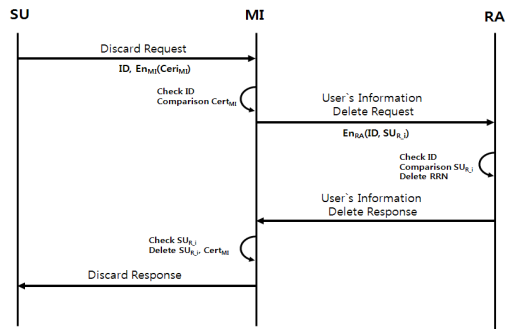 SU MI RA
Discard Request
ID, EnMI(CeriMI)
Check ID
Comparison CertMI
User`s Information
Delete Request
EnRA(ID, SUR_i)
Check ID
Comparison SUR_i
Delete RRN
User`s Information
Delete Response
Check SUR_i
Delete SUR_i, CertMI
Discard Response